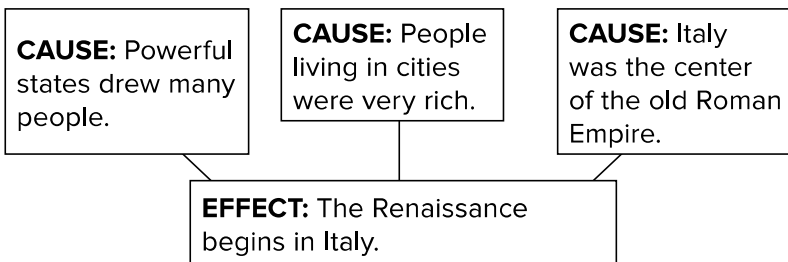 CAUSE: Powerful
states drew many
people.
CAUSE: People
living in cities
were very rich.
CAUSE: Italy
was the center
of the old Roman
Empire.
EFFECT: The Renaissance
begins in Italy.